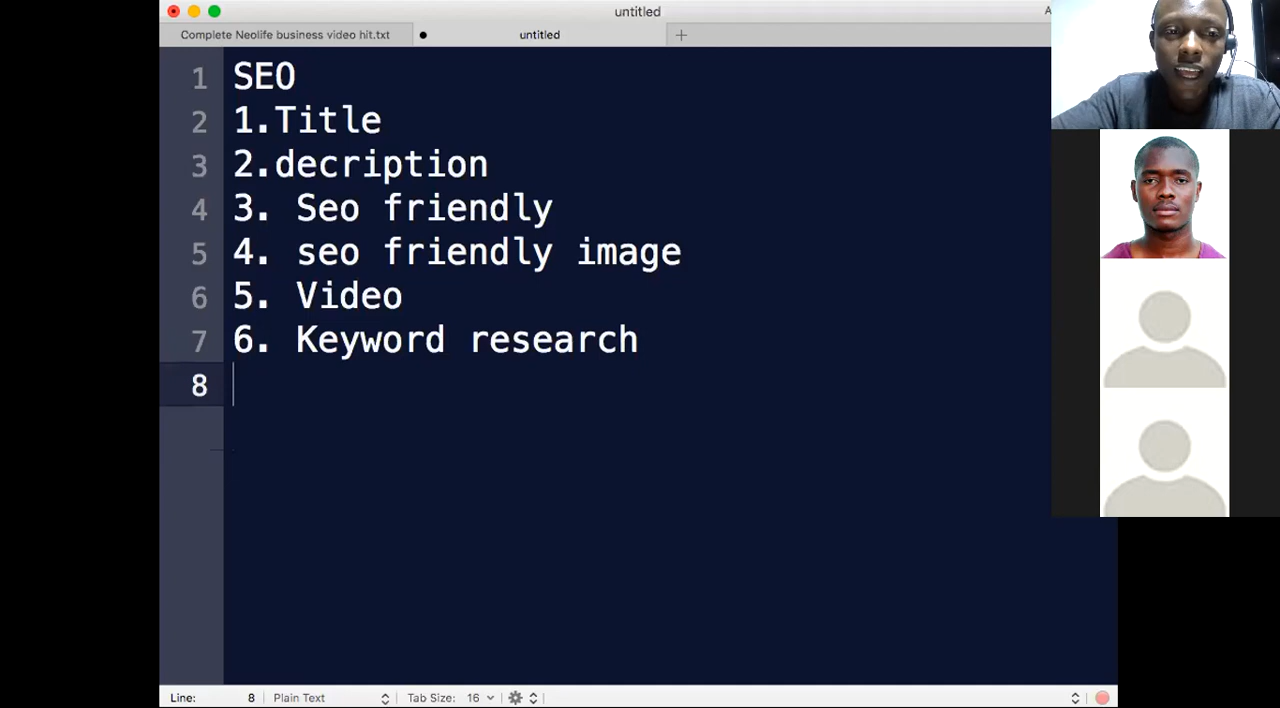 untitled
Complete Neolife business video hit.txt
untitled
A
1 SEO
2 1.Title
3 2.decription
4 3. Seo friendly
5 4. seo friendly image
6 5. Video
7 6. Keyword research
8
Line: 8 Plain Text Tab Size: 16